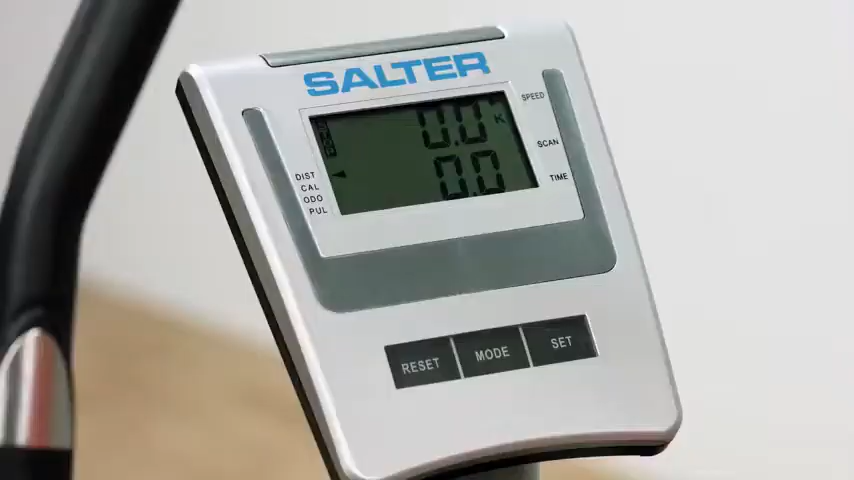 SALTER
SPEED
0.0 K
SCAN
0.0
TIME
DIST
CAL
ODO
PUL
RESET MODE SET